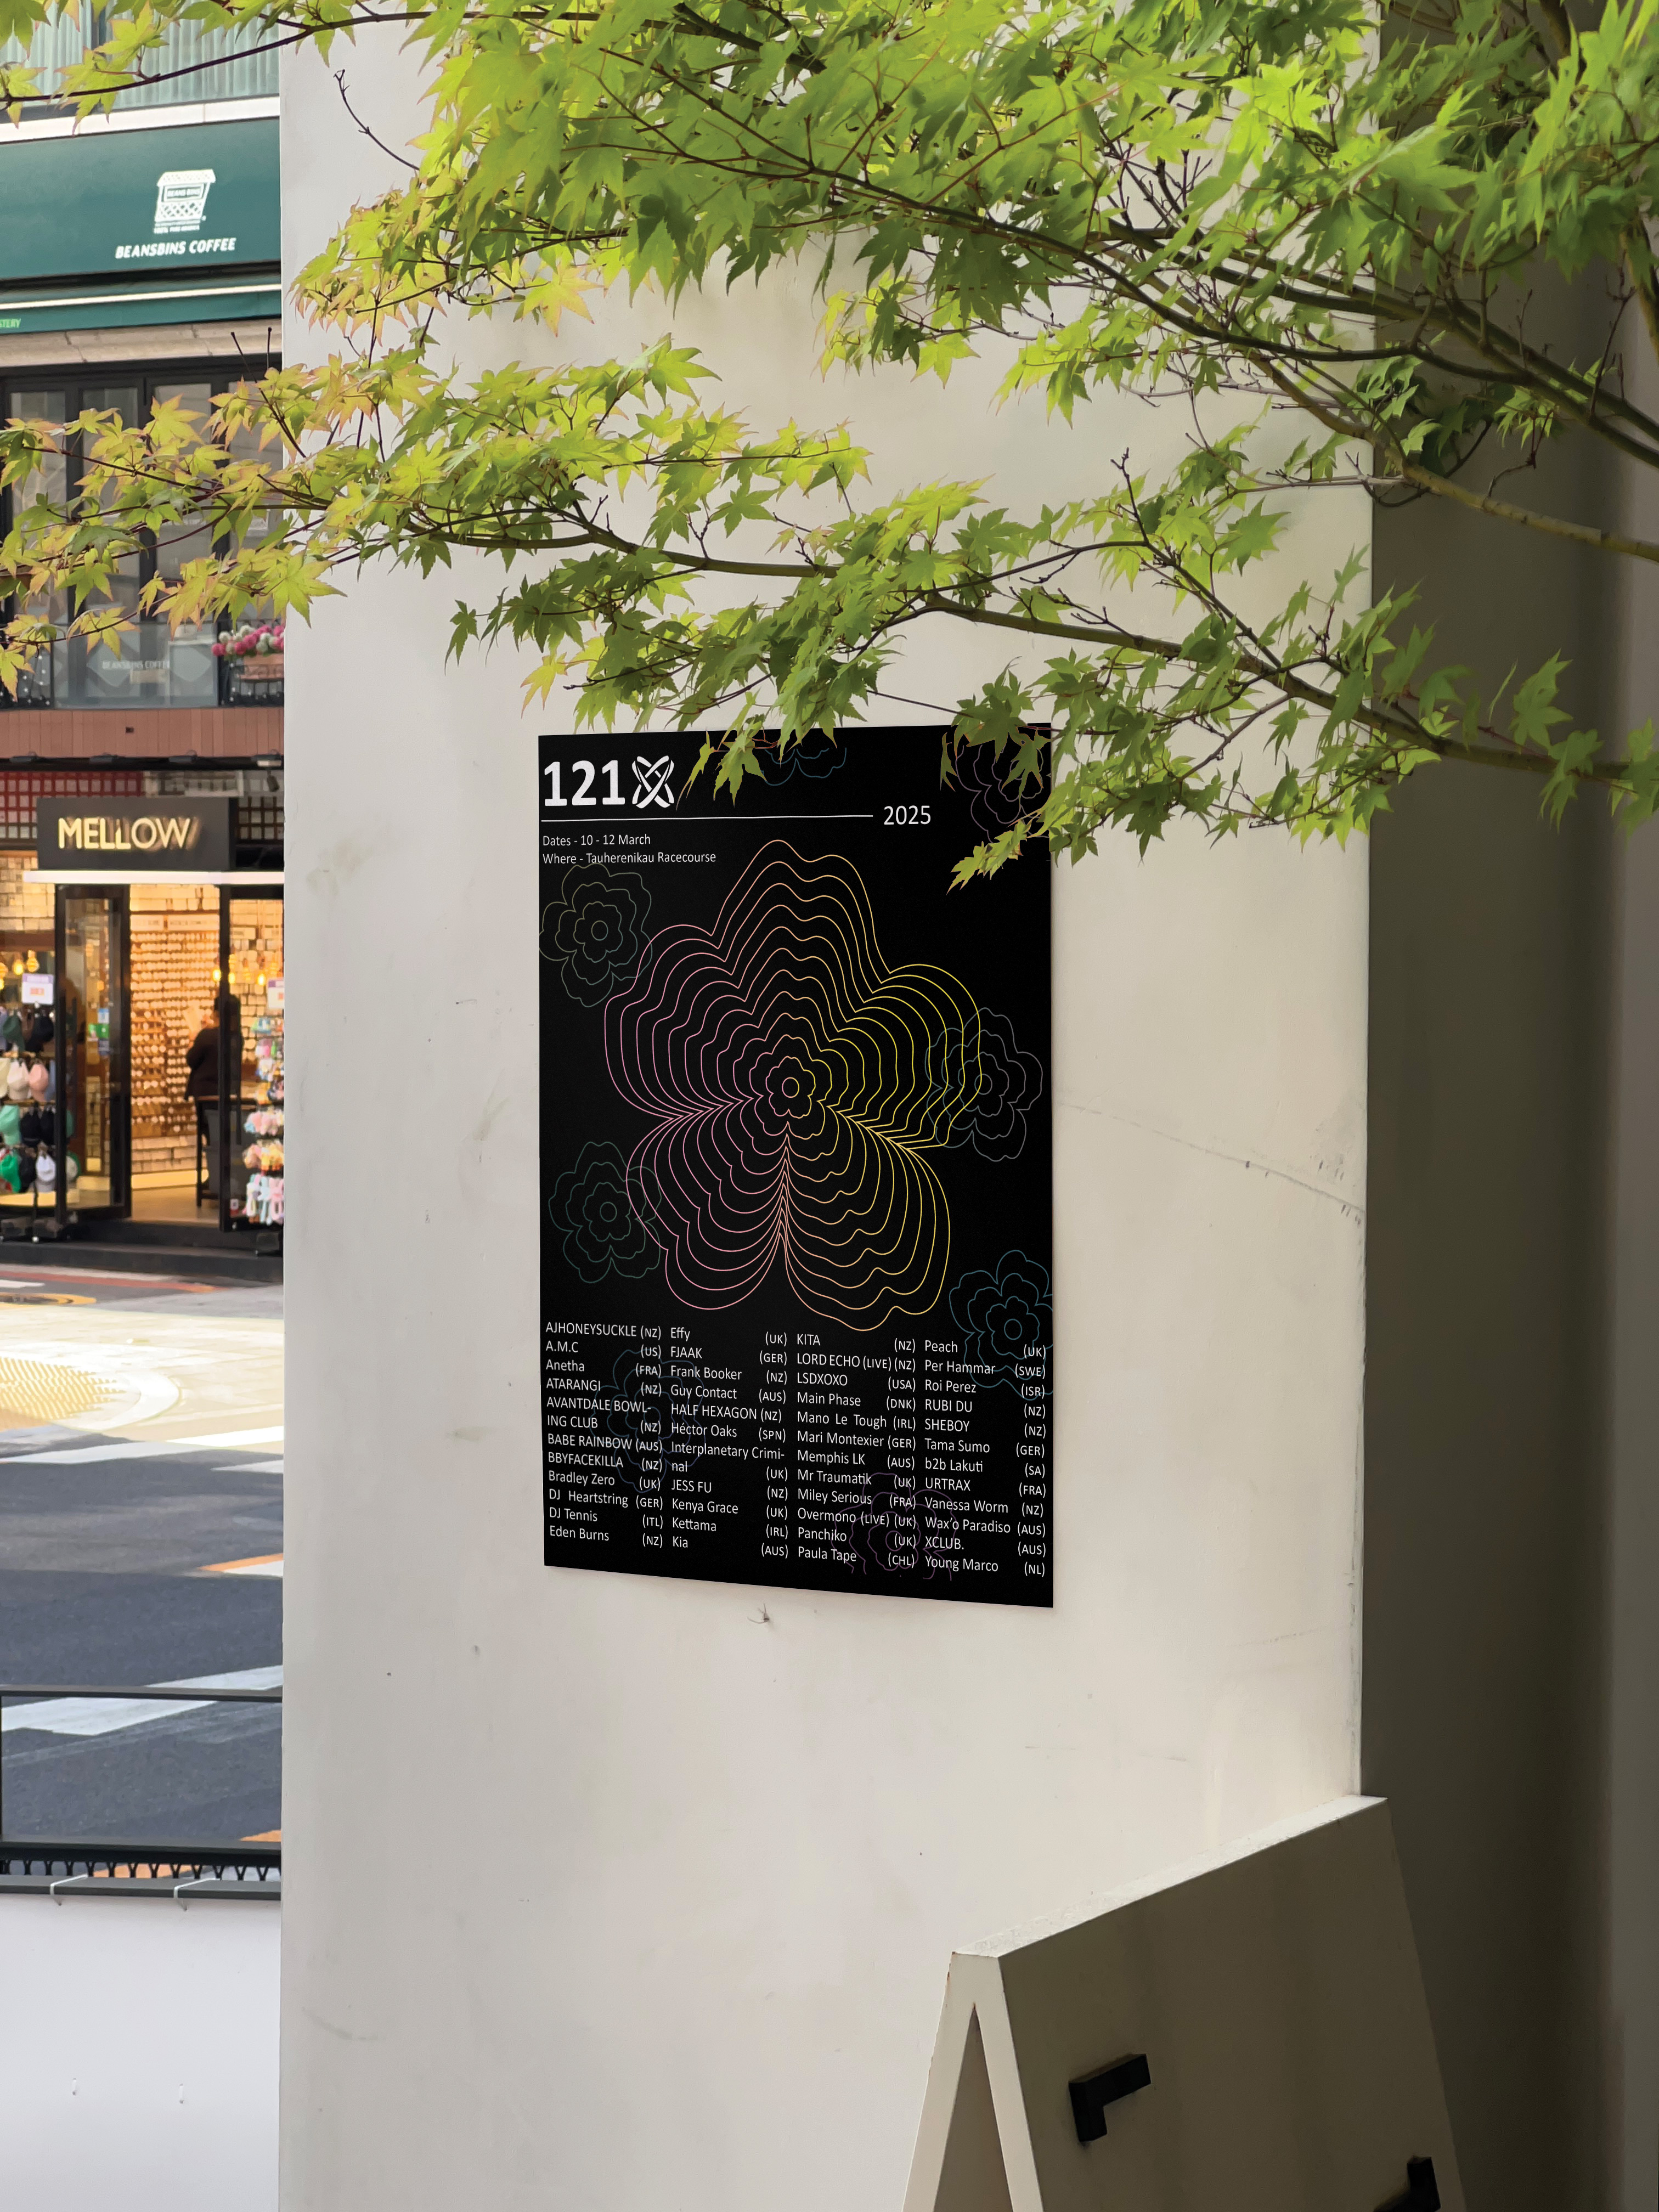 BEANS BINS
BEANSBINS COFFEE
BEANSBINS COFFEE
MELLOW
121
2025
Dates - 10 - 12 March
Where - Tauherenikau Racecourse
AJHONEYSUCKLE (NZ)
A.M.C (US)
Anetha (FRA)
ATARANGI (NZ)
AVANTDALE BOWL-
ING CLUB (NZ)
BABE RAINBOW (AUS)
BBYFACEKILLA (NZ)
Bradley Zero (UK)
DJ Heartstring (GER)
DJ Tennis (ITL)
Eden Burns (NZ)
Effy (UK)
FJAAK (GER)
Frank Booker (NZ)
Guy Contact (AUS)
HALF HEXAGON (NZ)
Héctor Oaks (SPN)
Interplanetary Crimi-
nal (UK)
JESS FU (NZ)
Kenya Grace (UK)
Kettama (IRL)
Kia (AUS)
KITA (NZ)
LORD ECHO (LIVE) (NZ)
LSDXOXO (USA)
Main Phase (DNK)
Mano Le Tough (IRL)
Mari Montexier (GER)
Memphis LK (AUS)
Mr Traumatik (UK)
Miley Serious (FRA)
Overmono (LIVE) (UK)
Panchiko (UK)
Paula Tape (CHL)
Peach (UK)
Per Hammar (SWE)
Roi Perez (ISR)
RUBI DU (NZ)
SHEBOY (NZ)
Tama Sumo (GER)
b2b Lakuti (SA)
URTRAX (FRA)
Vanessa Worm (NZ)
Wax'o Paradiso (AUS)
XCLUB. (AUS)
Young Marco (NL)